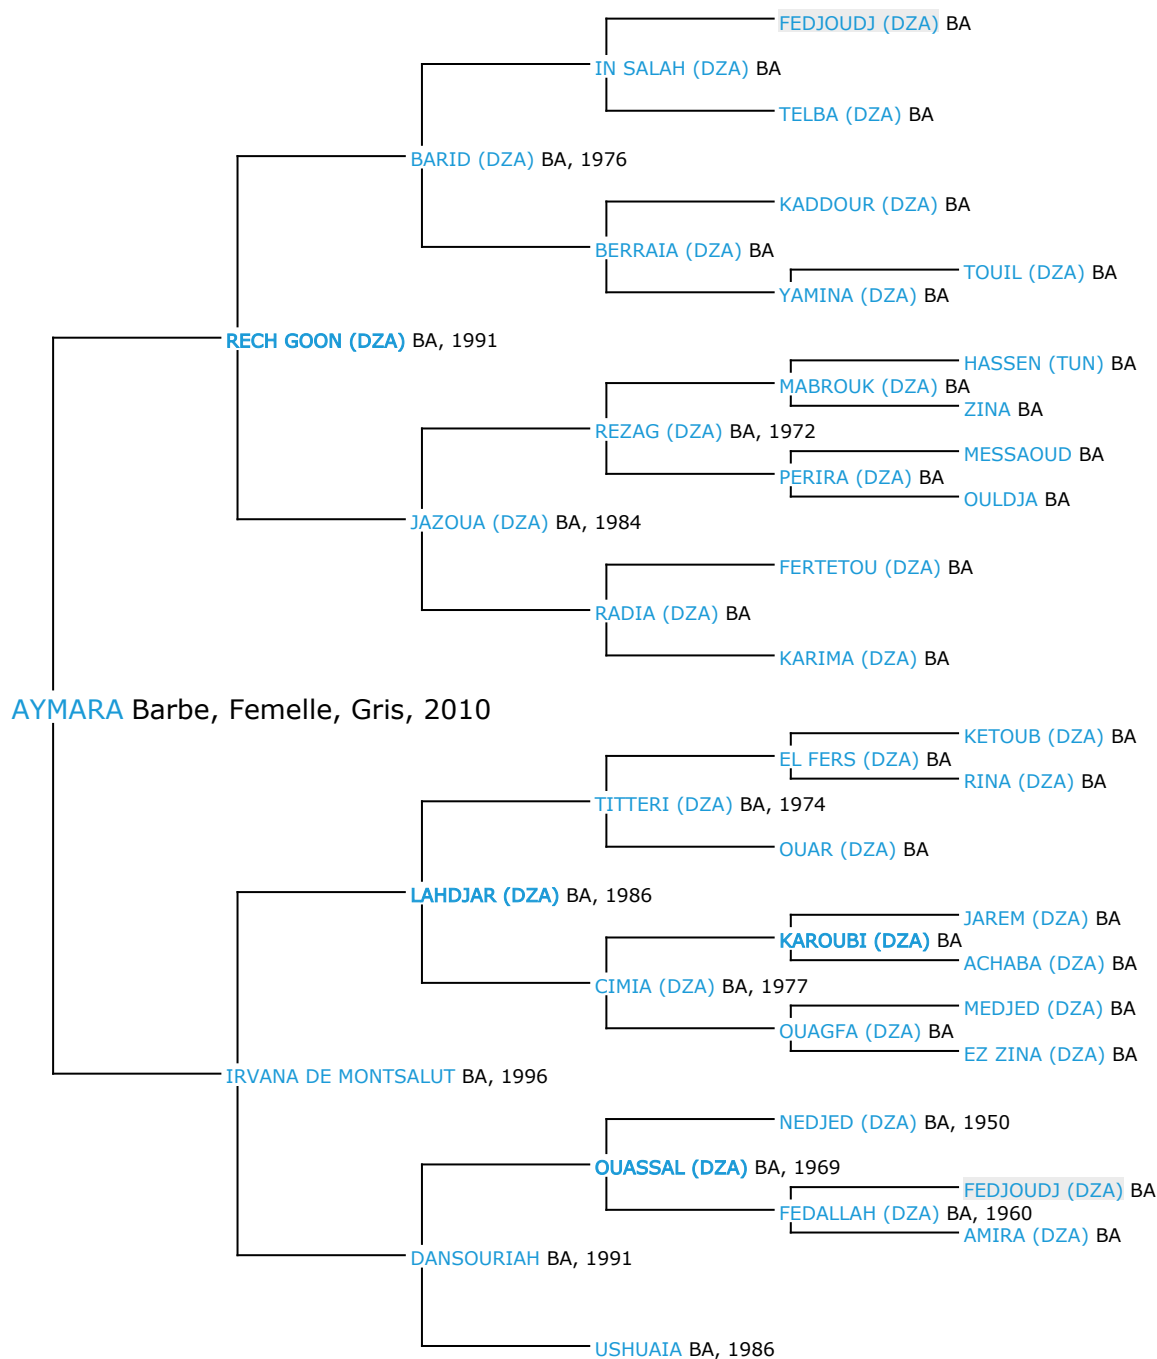 FEDJOUDJ (DZA) BA
IN SALAH (DZA) BA
TELBA (DZA) BA
BARID (DZA) BA, 1976
KADDOUR (DZA) BA
BERRAIA (DZA) BA
TOUIL (DZA) BA
YAMINA (DZA) BA
RECH GOON (DZA) BA, 1991
HASSEN (TUN) BA
MABROUK (DZA) BA
ZINA BA
REZAG (DZA) BA, 1972
MESSAOUD BA
PERIRA (DZA) BA
OULDJA BA
JAZOUA (DZA) BA, 1984
FERTETOU (DZA) BA
RADIA (DZA) BA
KARIMA (DZA) BA
AYMARA Barbe, Femelle, Gris, 2010
KETOUB (DZA) BA
EL FERS (DZA) BA
RINA (DZA) BA
TITTERI (DZA) BA, 1974
OUAR (DZA) BA
LAHDJAR (DZA) BA, 1986
JAREM (DZA) BA
KAROUBI (DZA) BA
ACHABA (DZA) BA
CIMIA (DZA) BA, 1977
MEDJED (DZA) BA
OUAGFA (DZA) BA
EZ ZINA (DZA) BA
IRVANA DE MONTSALUT BA, 1996
NEDJED (DZA) BA, 1950
OUASSAL (DZA) BA, 1969
FEDJOUDJ (DZA) BA
FEDALLAH (DZA) BA, 1960
AMIRA (DZA) BA
DANSOURIAH BA, 1991
USHUAIA BA, 1986